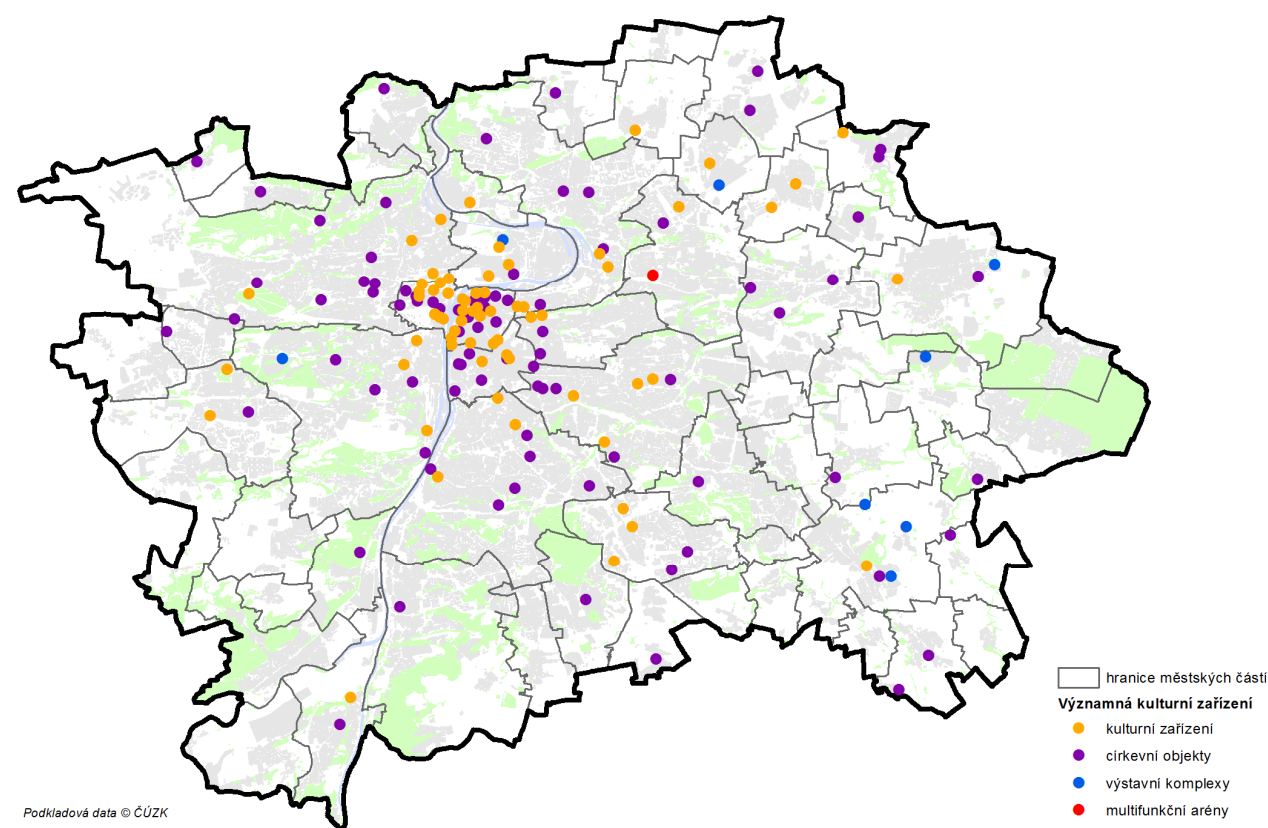 hranice městských částí
Významná kulturní zařízení
kulturní zařízení
církevní objekty
výstavní komplexy
multifunkční arény
Podkladová data © ČÚZK